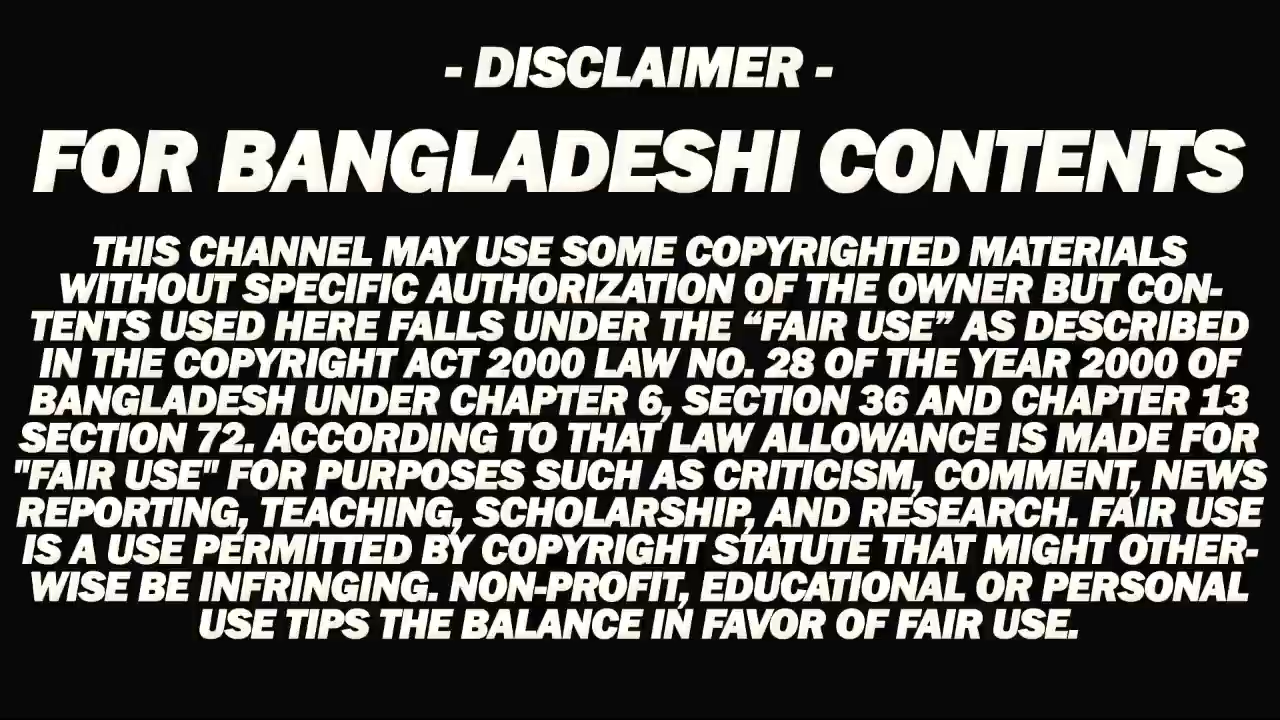 - DISCLAIMER -
FOR BANGLADESHI CONTENTS
THIS CHANNEL MAY USE SOME COPYRIGHTED MATERIALS
WITHOUT SPECIFIC AUTHORIZATION OF THE OWNER BUT CON-
TENTS USED HERE FALLS UNDER THE “FAIR USE” AS DESCRIBED
IN THE COPYRIGHT ACT 2000 LAW NO. 28 OF THE YEAR 2000 OF
BANGLADESH UNDER CHAPTER 6, SECTION 36 AND CHAPTER 13
SECTION 72. ACCORDING TO THAT LAW ALLOWANCE IS MADE FOR
"FAIR USE" FOR PURPOSES SUCH AS CRITICISM, COMMENT, NEWS
REPORTING, TEACHING, SCHOLARSHIP, AND RESEARCH. FAIR USE
IS A USE PERMITTED BY COPYRIGHT STATUTE THAT MIGHT OTHER-
WISE BE INFRINGING. NON-PROFIT, EDUCATIONAL OR PERSONAL
USE TIPS THE BALANCE IN FAVOR OF FAIR USE.